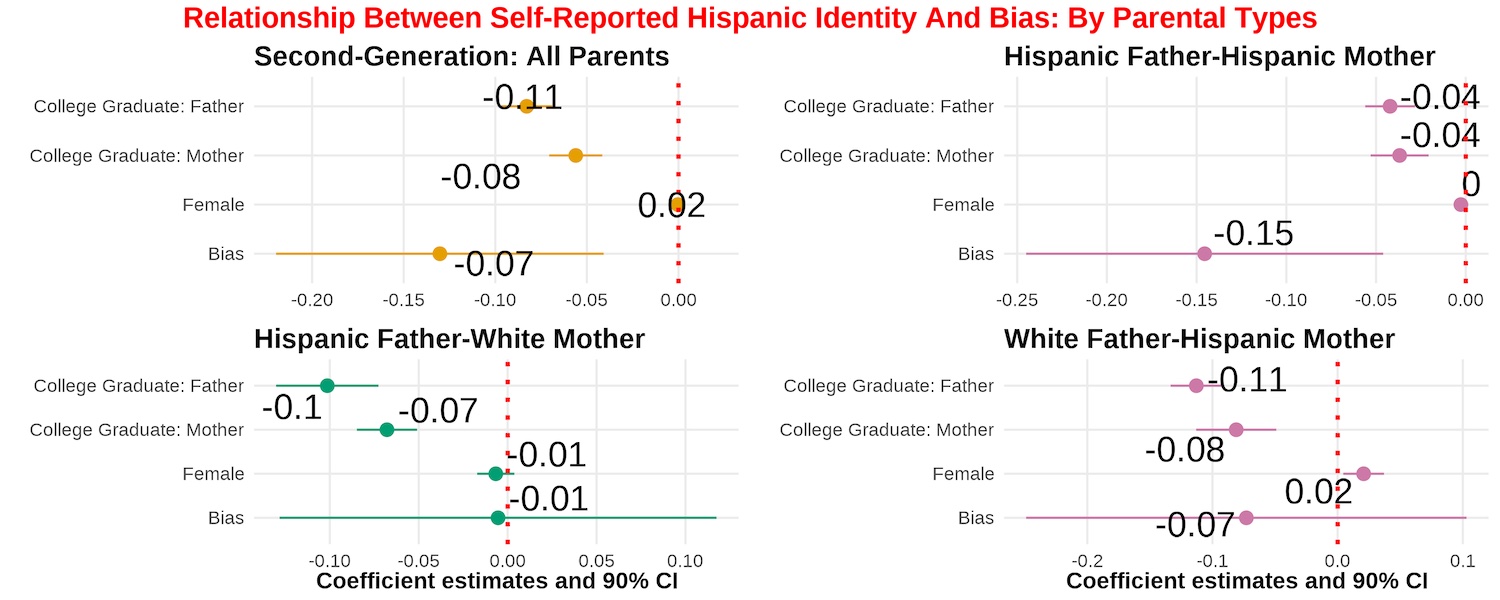 Relationship Between Self-Reported Hispanic Identity And Bias: By Parental Types
Second-Generation: All Parents
College Graduate: Father
-0.11
College Graduate: Mother
-0.08
Female
0.02
Bias
-0.07
-0.20 -0.15 -0.10 -0.05 0.00
Hispanic Father-Hispanic Mother
College Graduate: Father
-0.04
-0.04
College Graduate: Mother
0
Female
-0.15
Bias
-0.25 -0.20 -0.15 -0.10 -0.05 0.00
Hispanic Father-White Mother
College Graduate: Father
-0.1
-0.07
College Graduate: Mother
-0.01
Female
-0.01
Bias
-0.10 -0.05 0.00 0.05 0.10
Coefficient estimates and 90% CI
White Father-Hispanic Mother
College Graduate: Father
-0.11
College Graduate: Mother
-0.08
Female
0.02
Bias
-0.07
-0.2 -0.1 0.0 0.1
Coefficient estimates and 90% CI